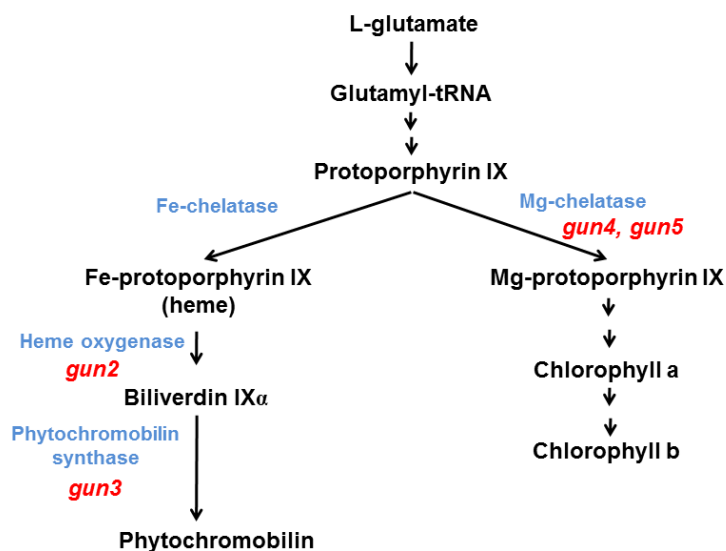 L-glutamate
Glutamyl-tRNA
Protoporphyrin IX
Fe-chelatase
Mg-chelatase
gun4, gun5
Fe-protoporphyrin IX
(heme)
Mg-protoporphyrin IX
Heme oxygenase
gun2
Chlorophyll a
Biliverdin IXα
Phytochromobilin
synthase
Chlorophyll b
gun3
Phytochromobilin